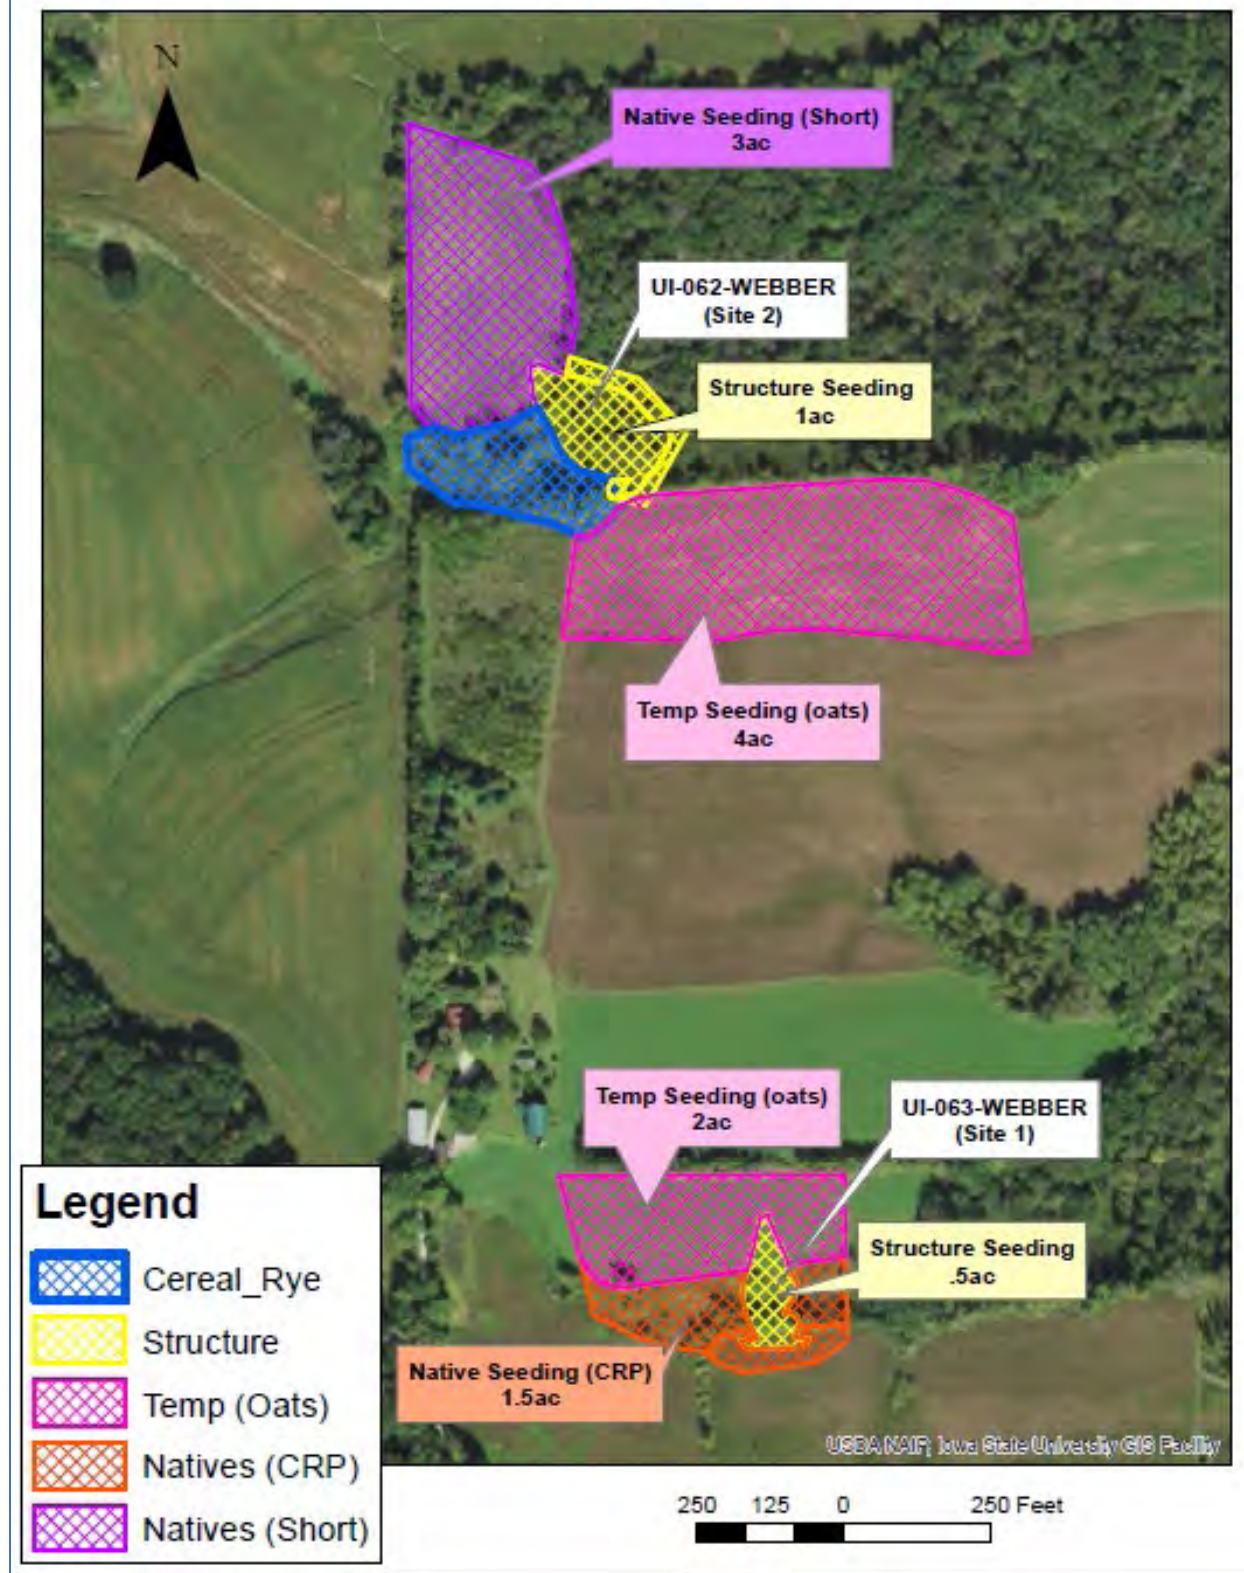 N
Native Seeding (Short)
3ac
UI-062-WEBBER
(Site 2)
Structure Seeding
1ac
Temp Seeding (oats)
4ac
Temp Seeding (oats)
2ac
UI-063-WEBBER
(Site 1)
Structure Seeding
.5ac
Native Seeding (CRP)
1.5ac
Legend
Cereal_Rye
Structure
Temp (Oats)
Natives (CRP)
Natives (Short)
USDA NAIP, Iowa State University GIS Facility
250 125 0 250 Feet